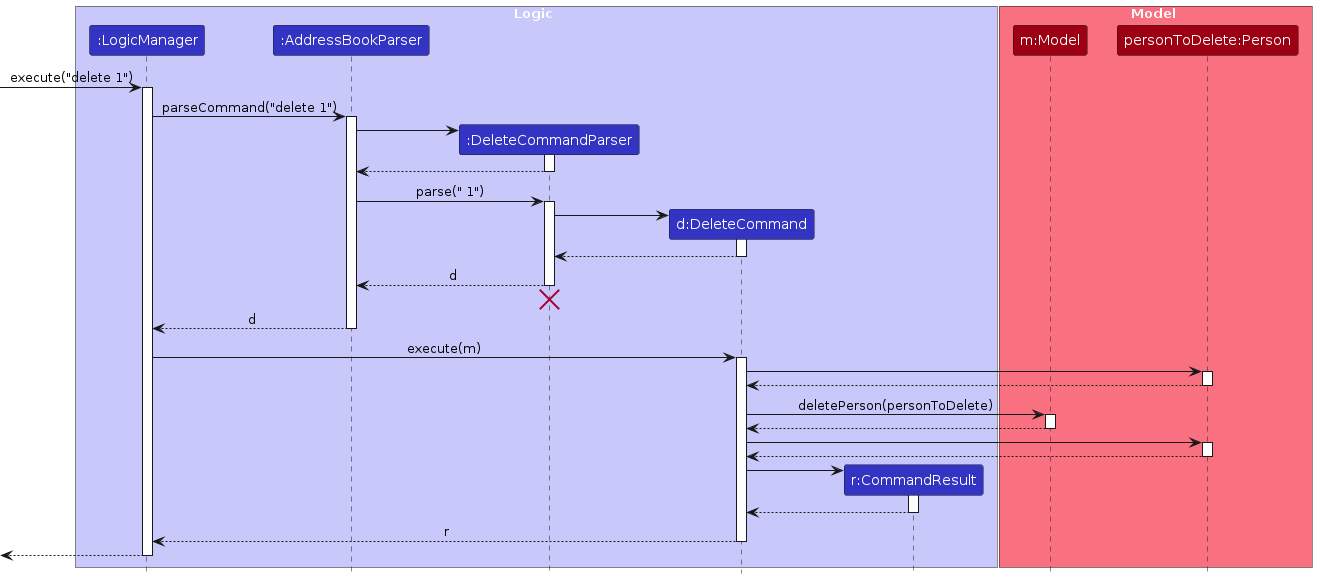 Logic
Model
:LogicManager
:AddressBookParser
m:Model
personToDelete:Person
execute("delete 1")
parseCommand("delete 1")
:DeleteCommandParser
parse(" 1")
d:DeleteCommand
d
d
execute(m)
deletePerson(personToDelete)
r:CommandResult
r